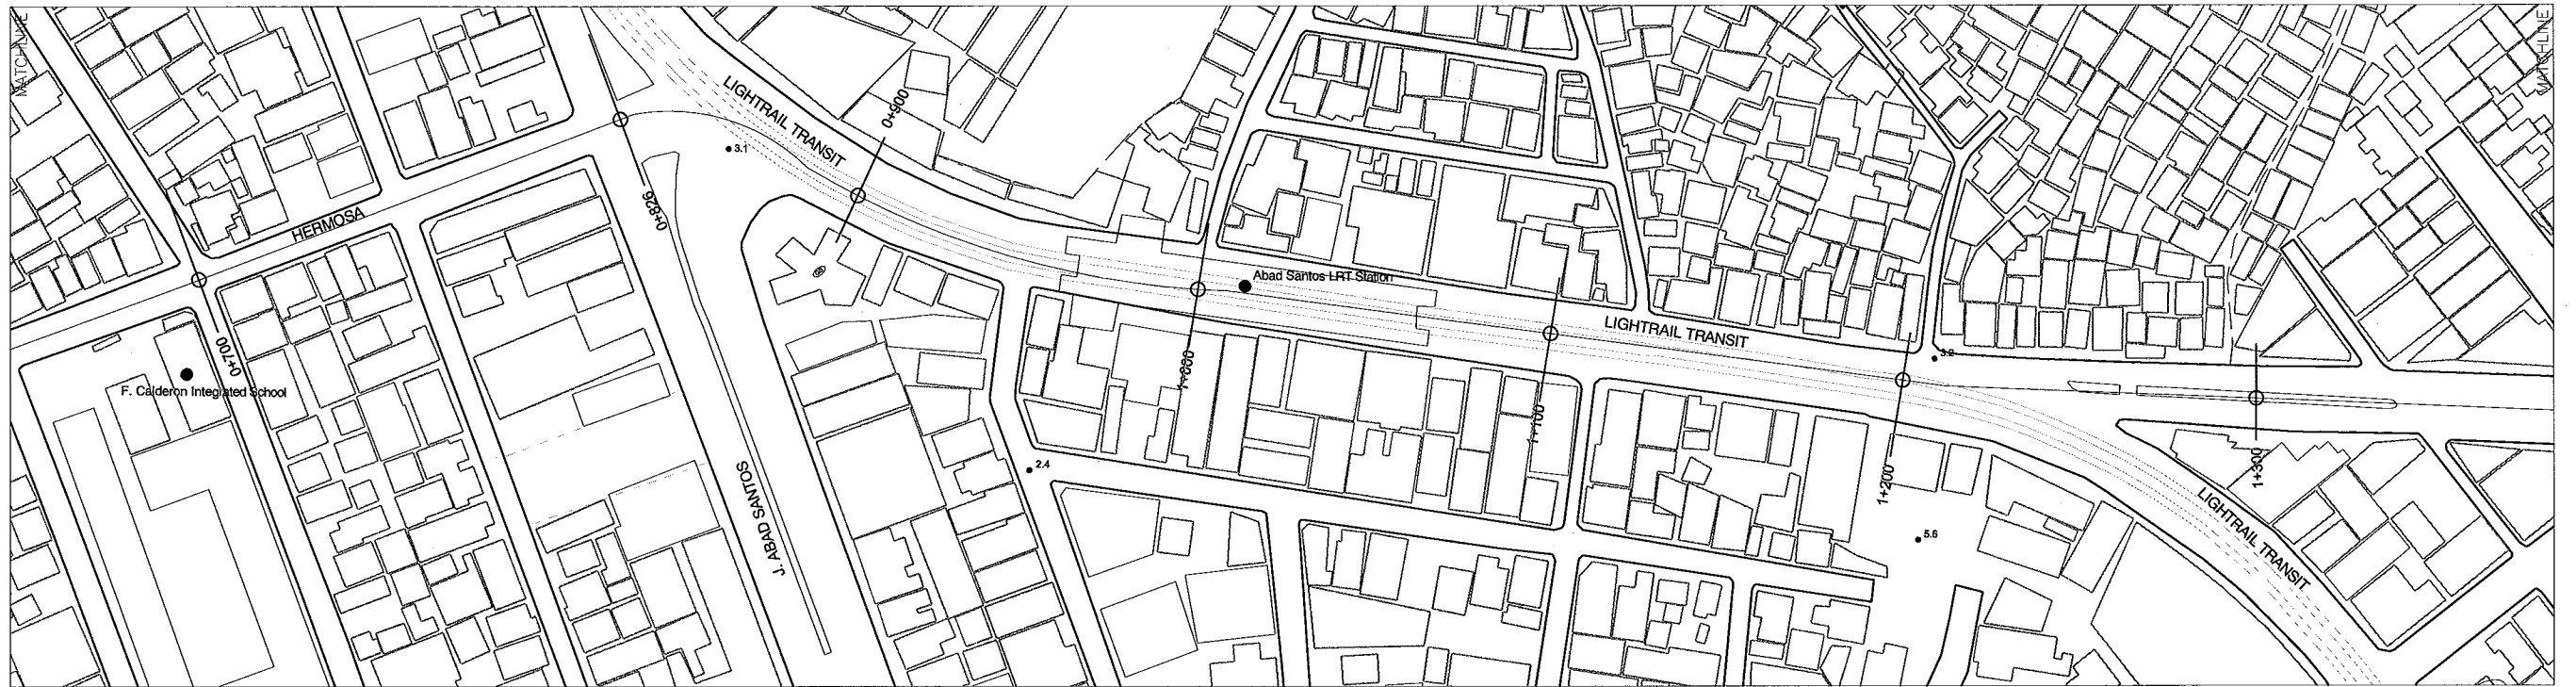 MATCHLINE
MATCHLINE
LIGHTRAIL TRANSIT
0+900
3.1
0+826
HERMOSA
Abad Santos LRT Station
LIGHTRAIL TRANSIT
0+700
1+000
3.2
F. Calderon Integrated School
1+100
2.4
1+200
1+300
J. ABAD SANTOS
5.6
LIGHTRAIL TRANSIT